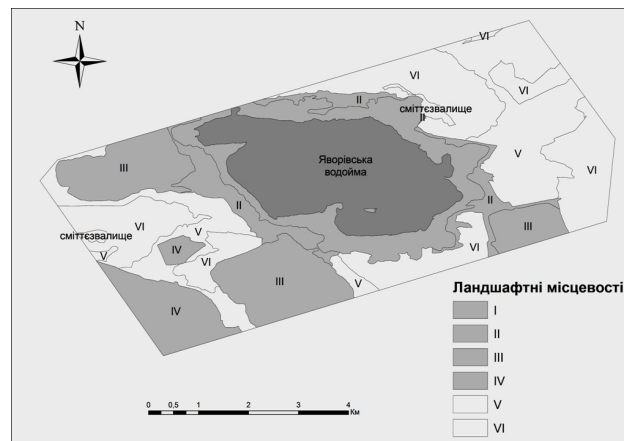 N
VI
VI
VI
II
сміттєзвалище
II
Яворівська
водойма
V
VI
III
II
II
VI
V
сміттєзвалище
IV
V
VI
III
VI
III
V
IV
Ландшафтні місцевості
I
II
III
IV
V
VI
0 0,5 1 2 3 4
Км